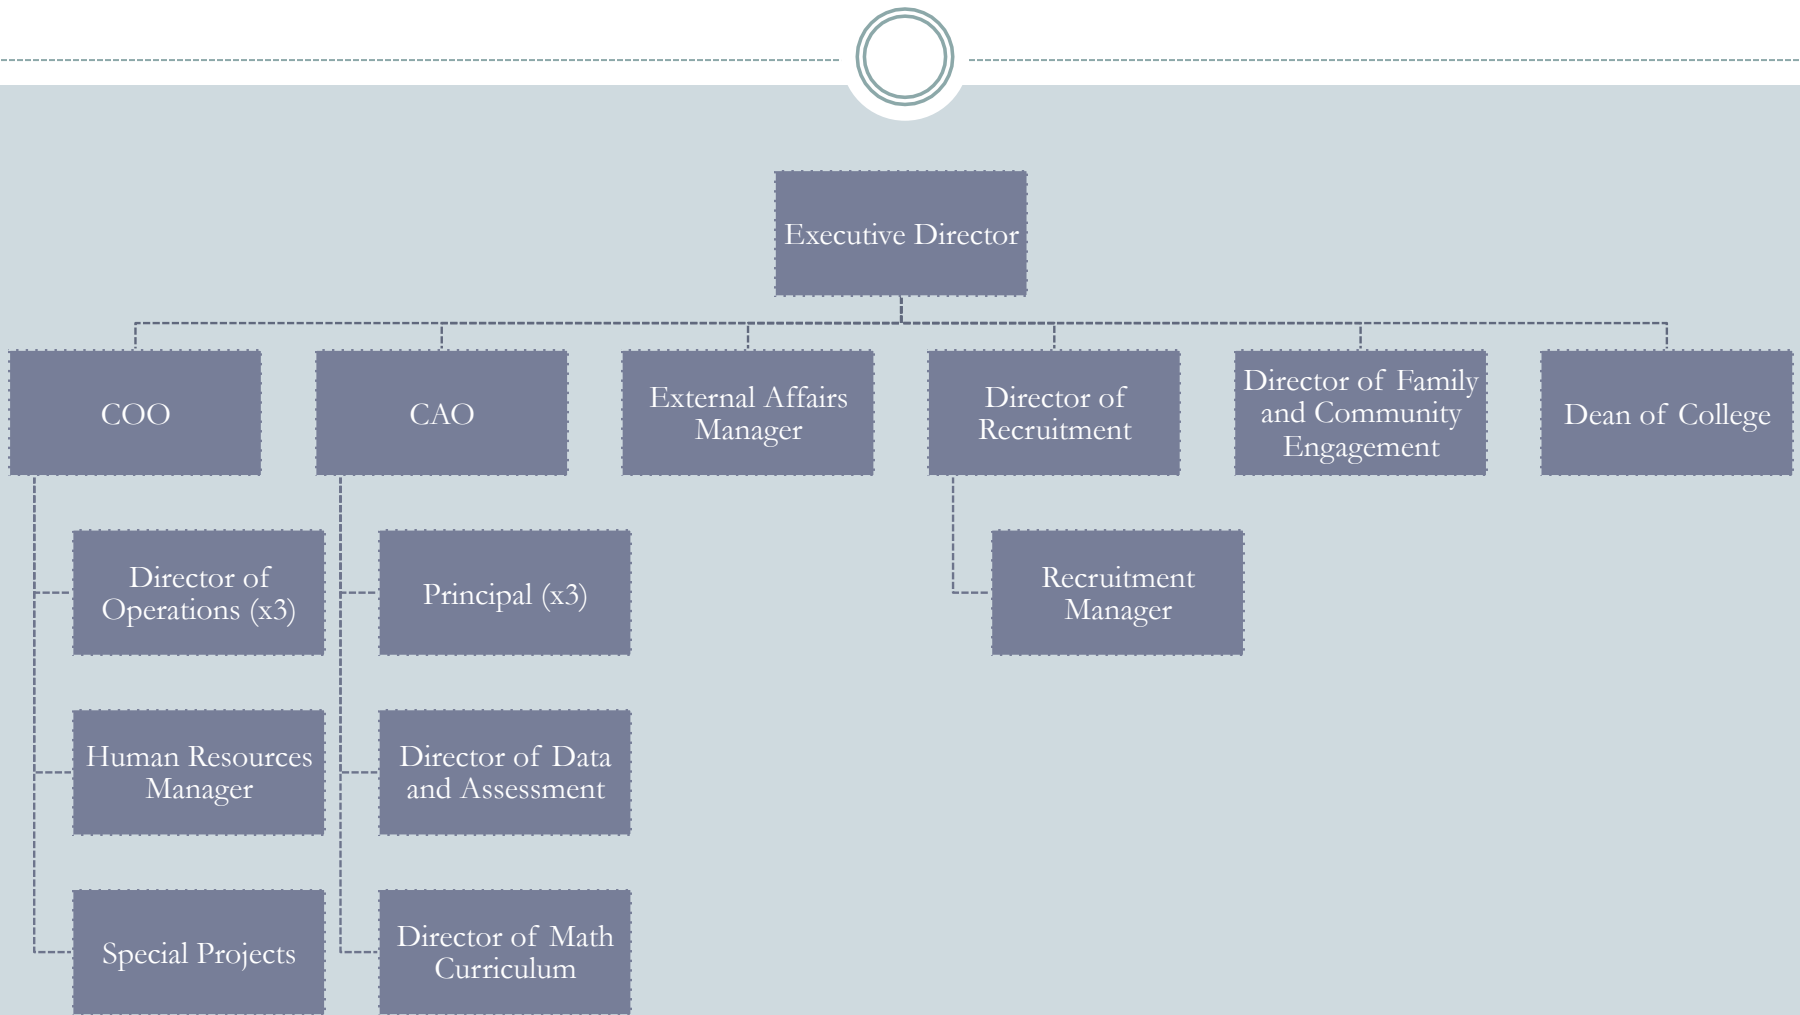 Executive Director
COO
CAO
External Affairs
Manager
Director of
Recruitment
Director of Family
and Community
Engagement
Dean of College
Director of
Operations (x3)
Principal (x3)
Recruitment
Manager
Human Resources
Manager
Director of Data
and Assessment
Special Projects
Director of Math
Curriculum